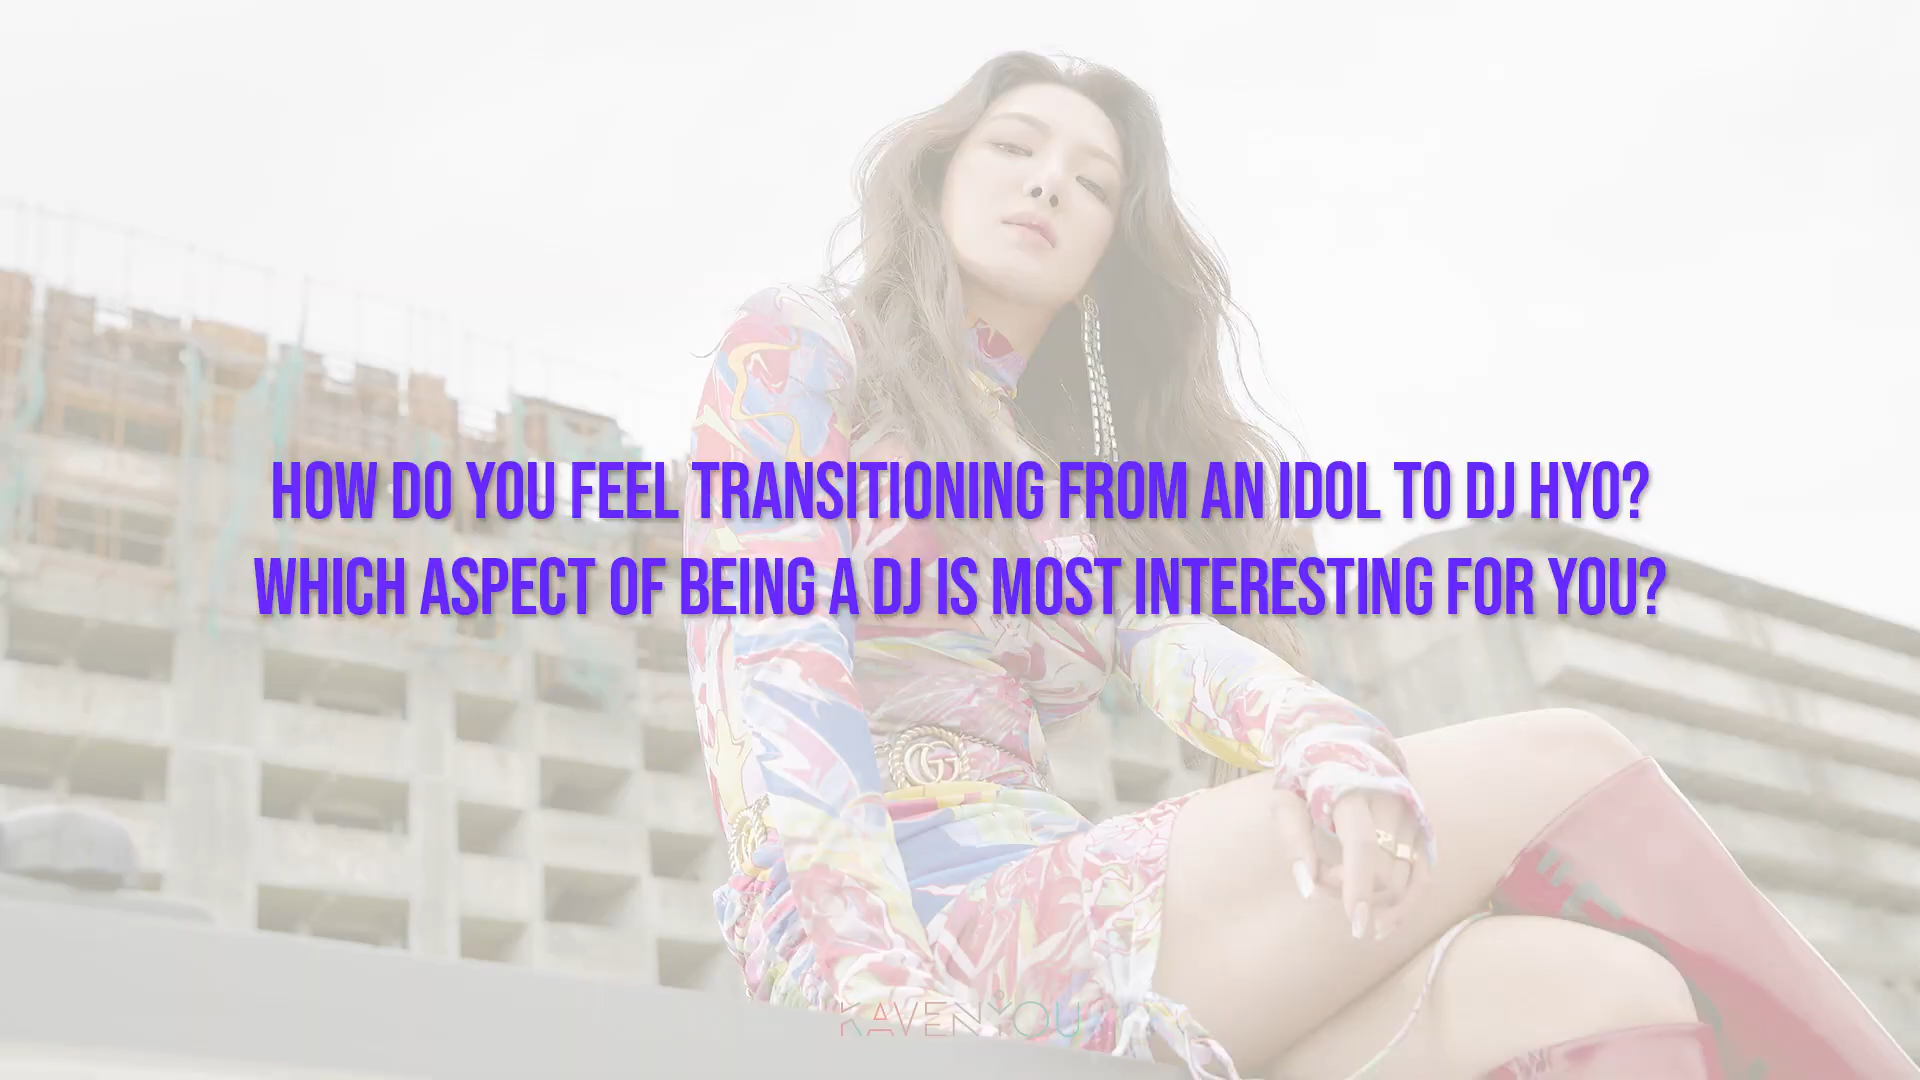 HOW DO YOU FEEL TRANSITIONING FROM AN IDOL TO DJ HYO?
WHICH ASPECT OF BEING A DJ IS MOST INTERESTING FOR YOU?
KAVENYOU